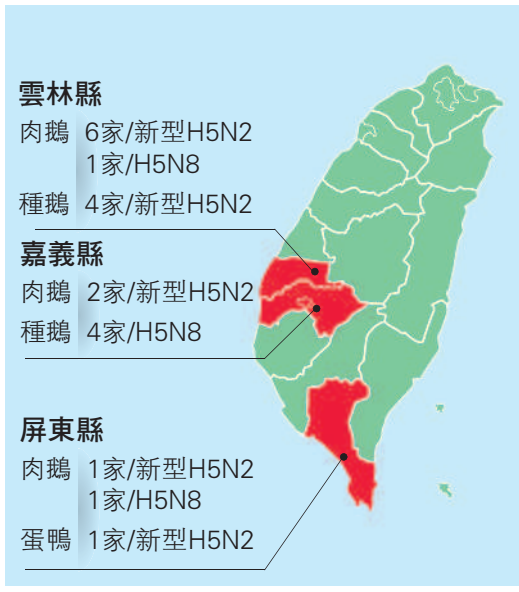 雲林縣
肉鵝 6家/新型H5N2
1家/H5N8
種鵝 4家/新型H5N2
嘉義縣
肉鵝 2家/新型H5N2
種鵝 4家/H5N8
屏東縣
肉鵝 1家/新型H5N2
1家/H5N8
蛋鴨 1家/新型H5N2